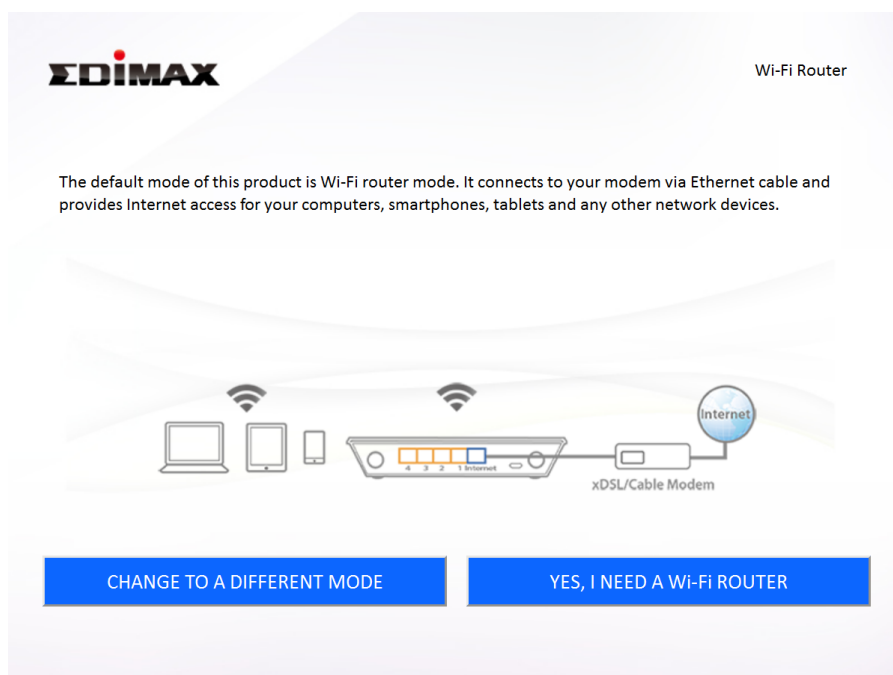 EDIMAX
Wi-Fi Router
The default mode of this product is Wi-Fi router mode. It connects to your modem via Ethernet cable and
provides Internet access for your computers, smartphones, tablets and any other network devices.
Internet
4 3 2 1 Internet
xDSL/Cable Modem
CHANGE TO A DIFFERENT MODE
YES, I NEED A Wi-Fi ROUTER